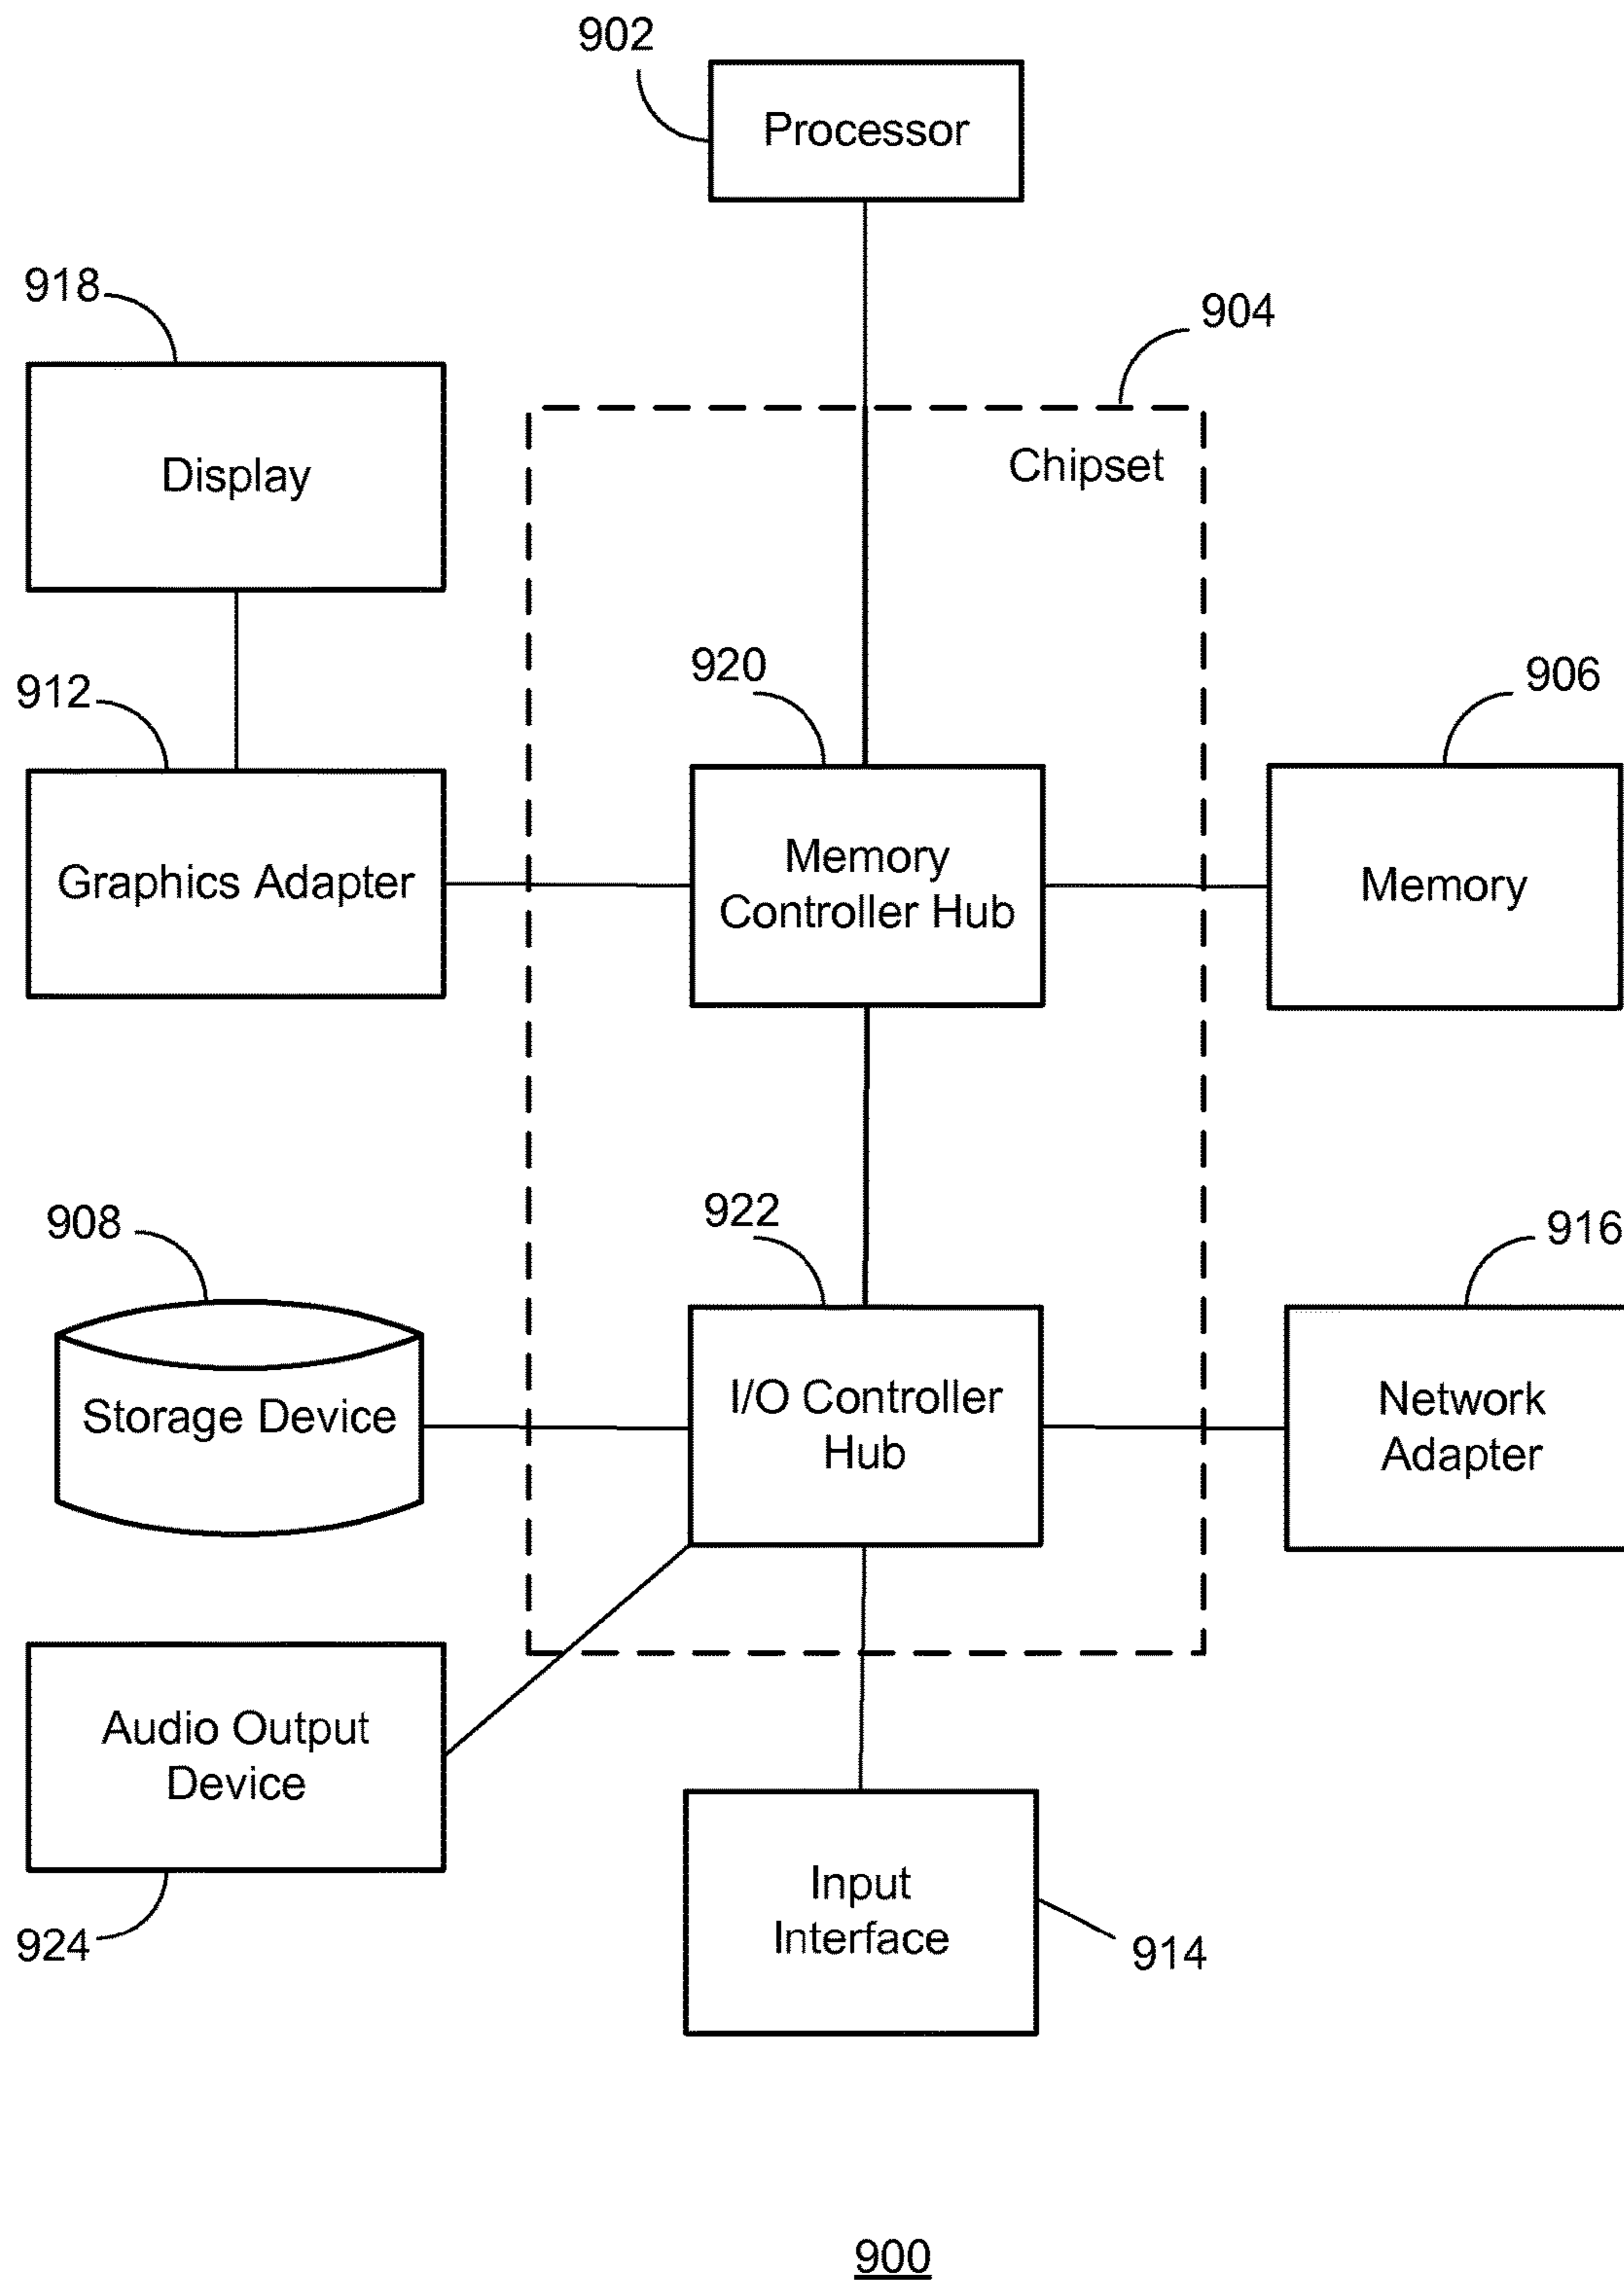 902
Processor
918
904
Display
Chipset
920
906
912
Memory
Controller Hub
Graphics Adapter
Memory
908
922
916
Storage Device
I/O Controller
Hub
Network
Adapter
Audio Output
Device
Input
Interface
924
914
900